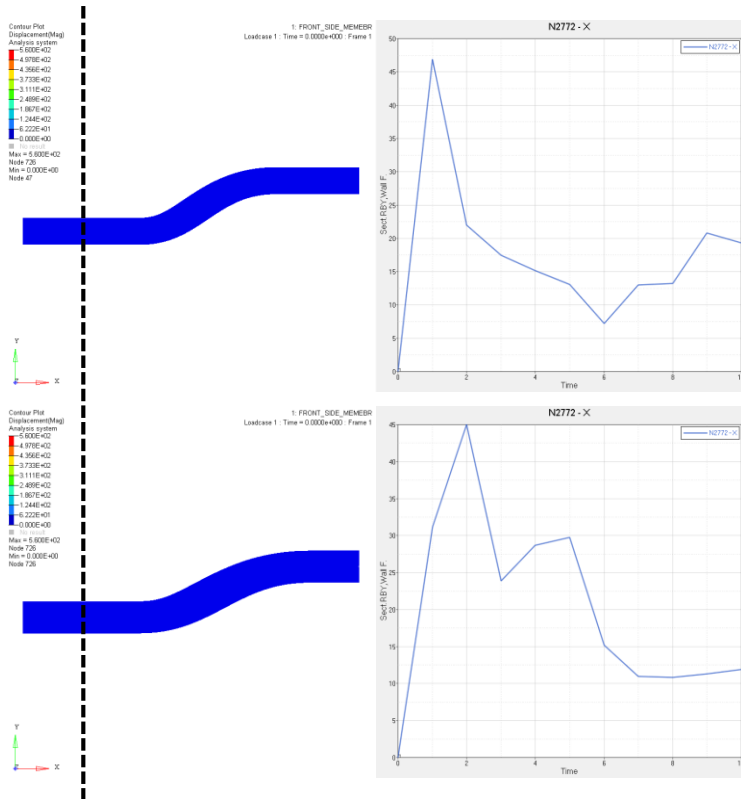 Contour Plot
Displacement(Mag)
Analysis system
5.600E+02
4.978E+02
4.356E+02
3.733E+02
3.111E+02
2.489E+02
1.867E+02
1.244E+02
6.222E+01
0.000E+00
No result
Max = 5.600E+02
Node 726
Min = 0.000E+00
Node 47
1: FRONT_SIDE_MEMEBR
Loadcase 1 : Time = 0.0000e+000 : Frame 1
Y
Z X
N2772 - X
N2772 - X
50
45
40
35
30
25
20
15
10
5
0
Sect.RBY,Wall F.
0 2 4 6 8 10
Time
Contour Plot
Displacement(Mag)
Analysis system
5.600E+02
4.978E+02
4.356E+02
3.733E+02
3.111E+02
2.489E+02
1.867E+02
1.244E+02
6.222E+01
0.000E+00
No result
Max = 5.600E+02
Node 726
Min = 0.000E+00
Node 726
1: FRONT_SIDE_MEMEBR
Loadcase 1 : Time = 0.0000e+000 : Frame 1
Y
Z X
N2772 - X
N2772 - X
45
40
35
30
25
20
15
10
5
0
Sect.RBY,Wall F.
0 2 4 6 8
Time